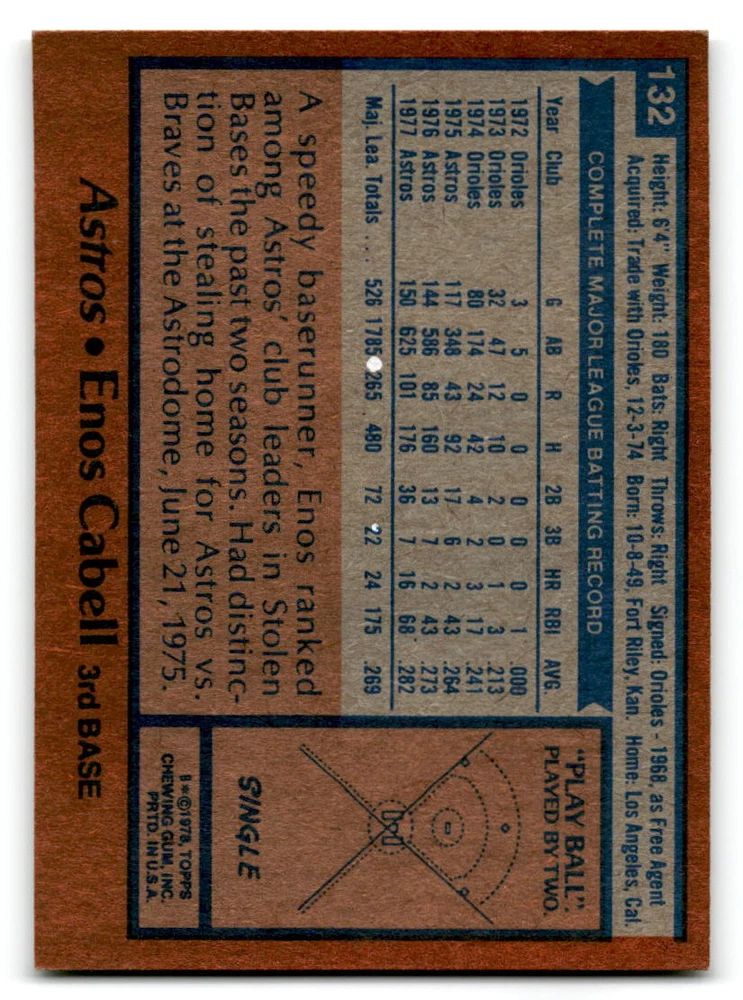 132
Height: 6'4" Weight: 180 Bats: Right Throws: Right Signed: Orioles - 1968, as Free Agent
Acquired: Trade with Orioles, 12-3-74 Born: 10-8-49, Fort Riley, Kan. Home: Los Angeles, Cal.
COMPLETE MAJOR LEAGUE BATTING RECORD
Year Club G AB R H 2B 3B HR RBI AVG.
1972 Orioles 3 5 0 0 0 0 0 1 .000
1973 Orioles 32 47 12 10 2 0 1 3 .213
1974 Orioles 80 174 24 42 4 2 3 17 .241
1975 Astros 117 348 43 92 17 6 2 43 .264
1976 Astros 144 586 85 160 13 7 2 43 .273
1977 Astros 150 625 101 176 36 7 16 68 .282
Maj. Lea. Totals .... 526 1785 265 480 72 22 24 175 .269
A speedy baserunner, Enos ranked
among Astros' club leaders in Stolen
Bases the past two seasons. Had distinc-
tion of stealing home for Astros vs.
Braves at the Astrodome, June 21, 1975.
"PLAY BALL"
PLAYED BY TWO.
SINGLE
B*©1978, TOPPS
CHEWING GUM, INC.
PRTD. IN U.S.A.
Astros • Enos Cabell 3rd BASE